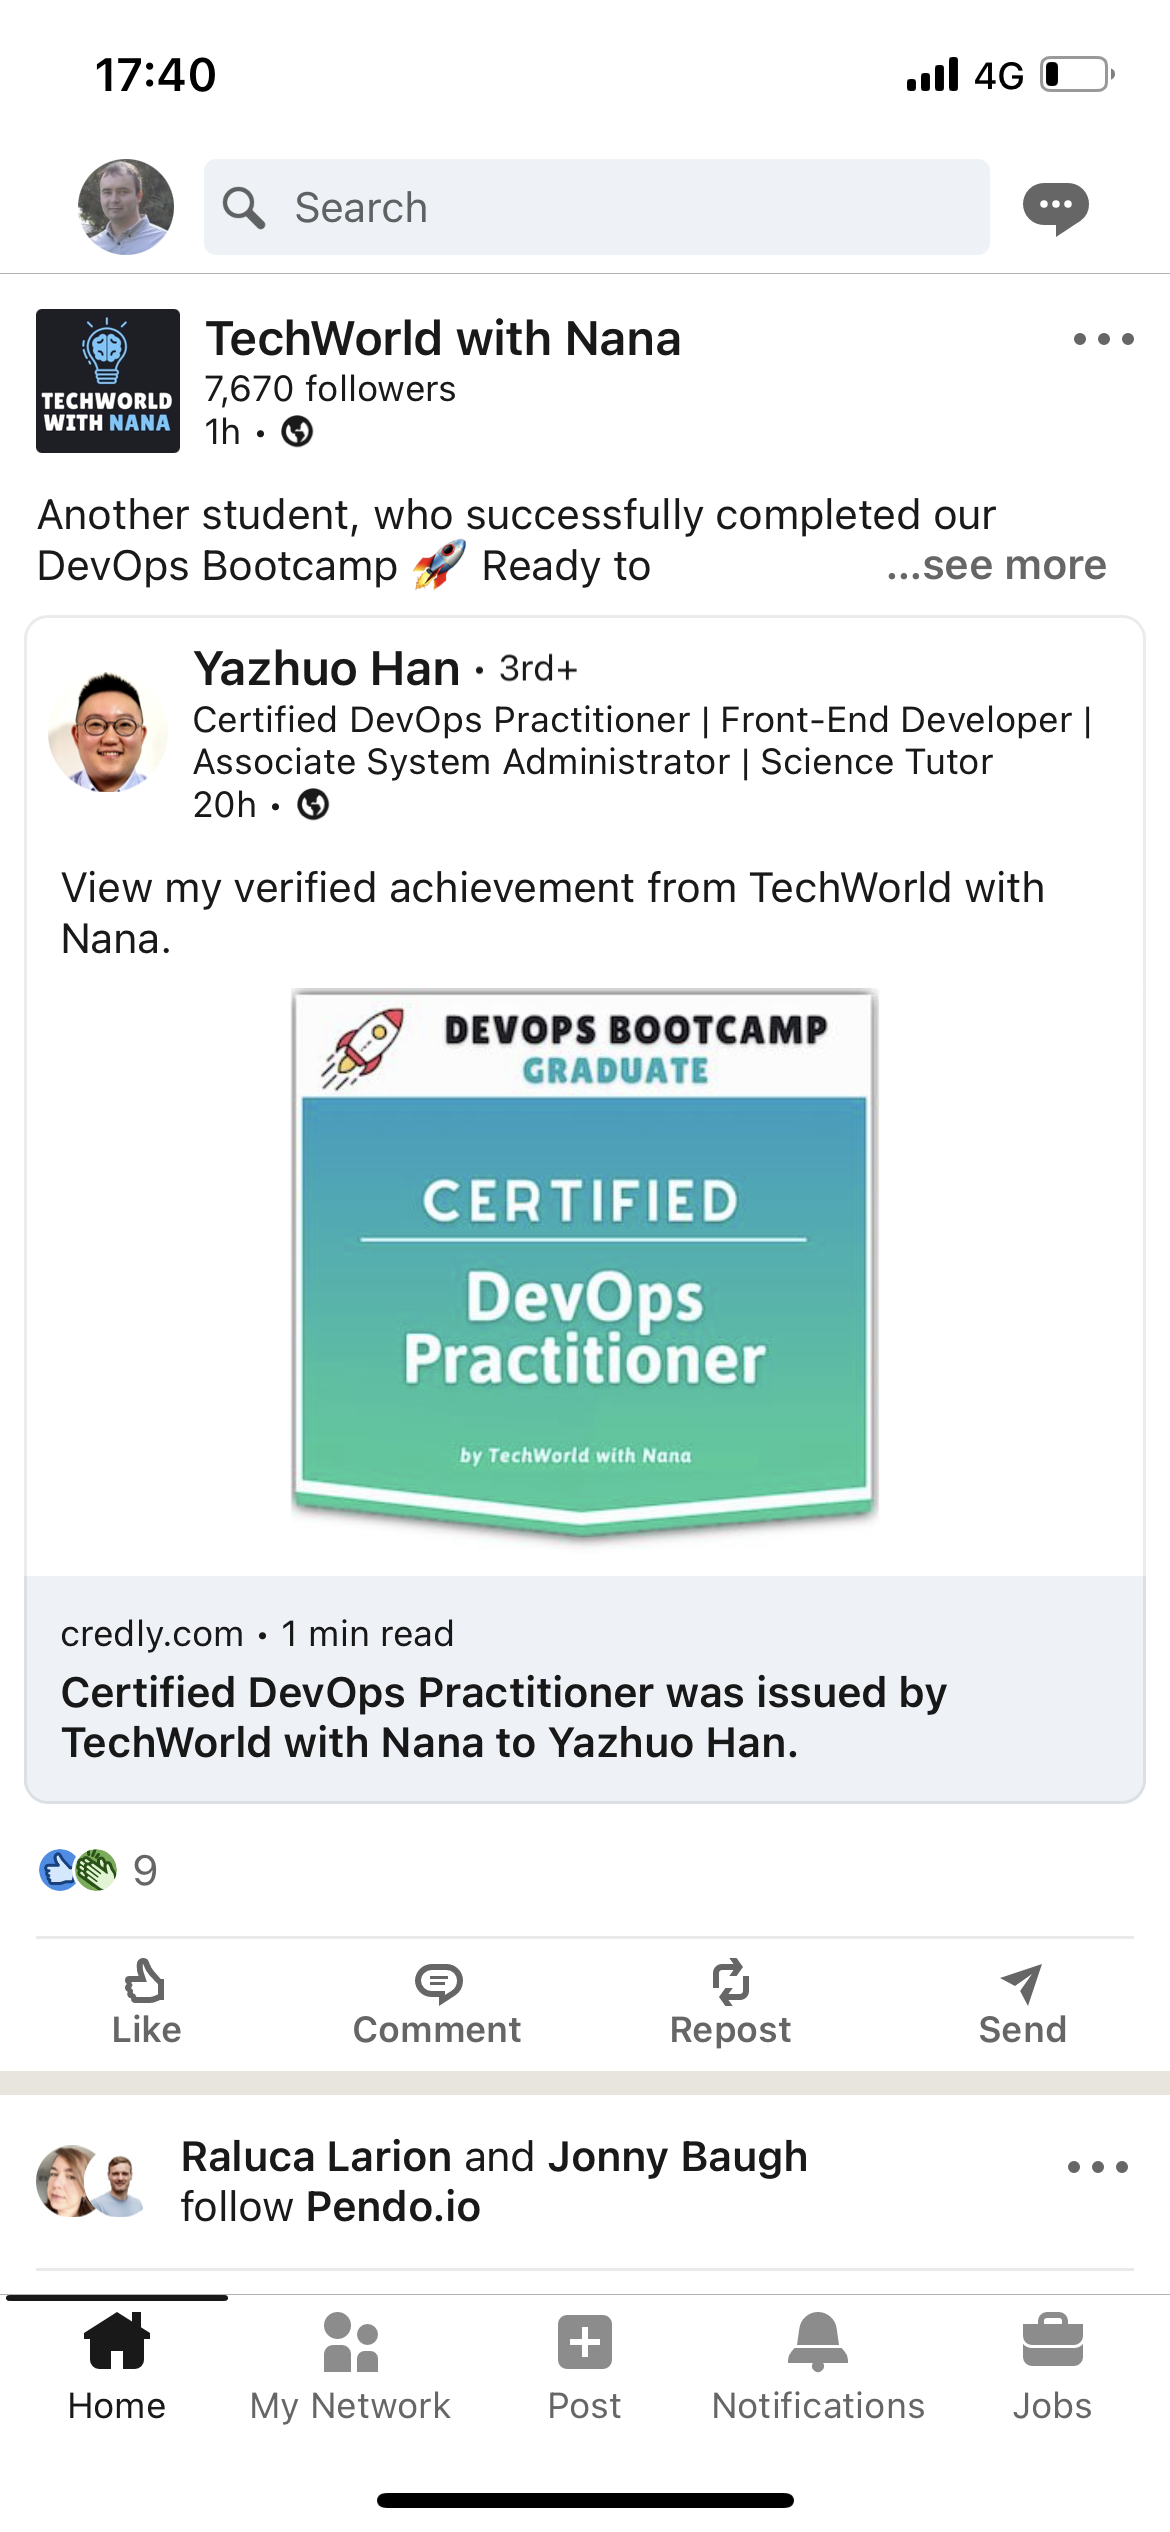 17:40
4G
Search
TECHWORLD
WITH NANA
TechWorld with Nana
7,670 followers
1h •
Another student, who successfully completed our
DevOps Bootcamp 🚀 Ready to ...see more
Yazhuo Han • 3rd+
Certified DevOps Practitioner | Front-End Developer |
Associate System Administrator | Science Tutor
20h •
View my verified achievement from TechWorld with
Nana.
DEVOPS BOOTCAMP
GRADUATE
CERTIFIED
DevOps
Practitioner
by TechWorld with Nana
credly.com • 1 min read
Certified DevOps Practitioner was issued by
TechWorld with Nana to Yazhuo Han.
9
Like Comment Repost Send
Raluca Larion and Jonny Baugh
follow Pendo.io
Home My Network Post Notifications Jobs